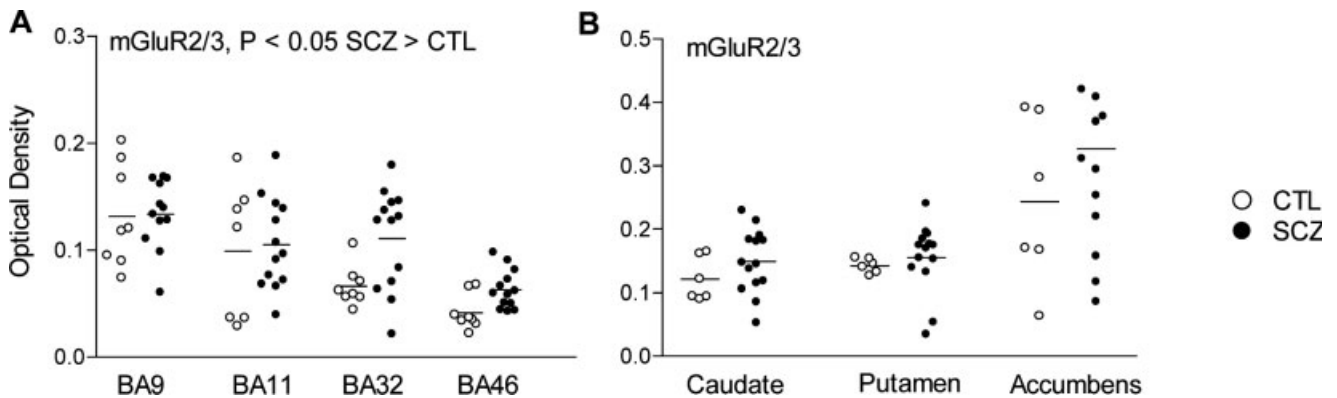 A
mGluR2/3, P < 0.05 SCZ > CTL
Optical Density
0.3
0.2
0.1
0.0
BA9 BA11 BA32 BA46
B
mGluR2/3
0.5
0.4
0.3
0.2
0.1
0.0
Caudate Putamen Accumbens
CTL
SCZ